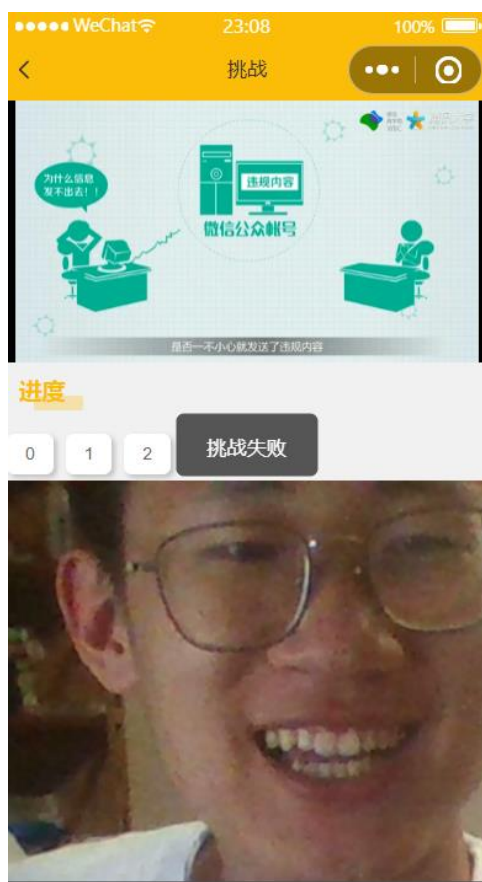 WeChat
23:08
100%
挑战
为什么信息
发不出去！！
违规内容
微信公众帐号
是否一不小心就发送了违规内容
进度
0
1
2
挑战失败